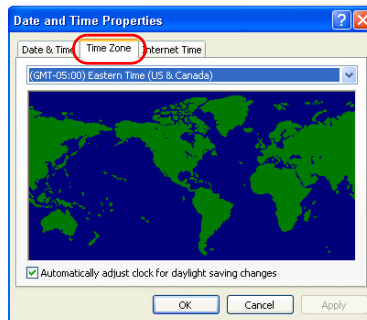 Date and Time Properties
Date & Time Time Zone Internet Time
(GMT-05:00) Eastern Time (US & Canada)
Automatically adjust clock for daylight saving changes
OK Cancel Apply